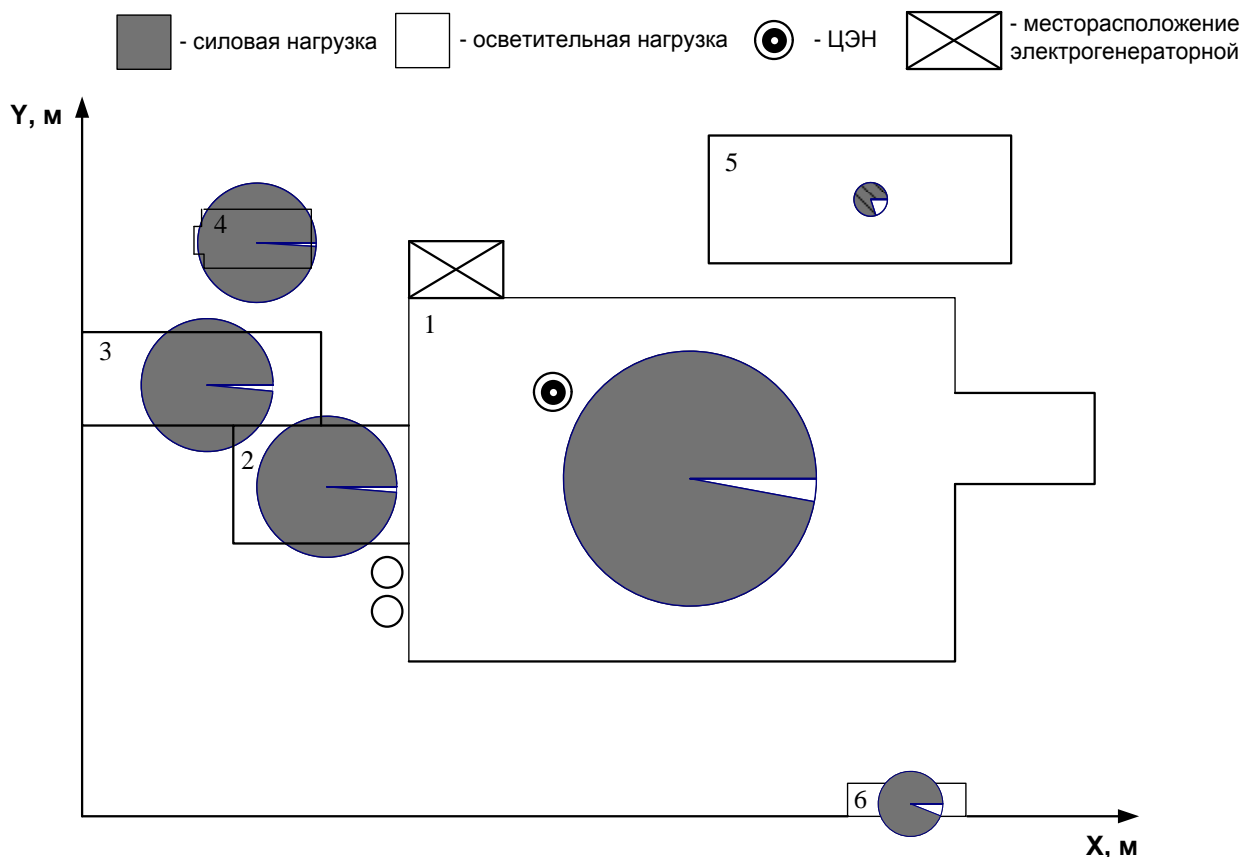 - силовая нагрузка
- осветительная нагрузка
- ЦЭН
- месторасположение
электрогенераторной
Y, м
5
4
1
3
2
6
X, м